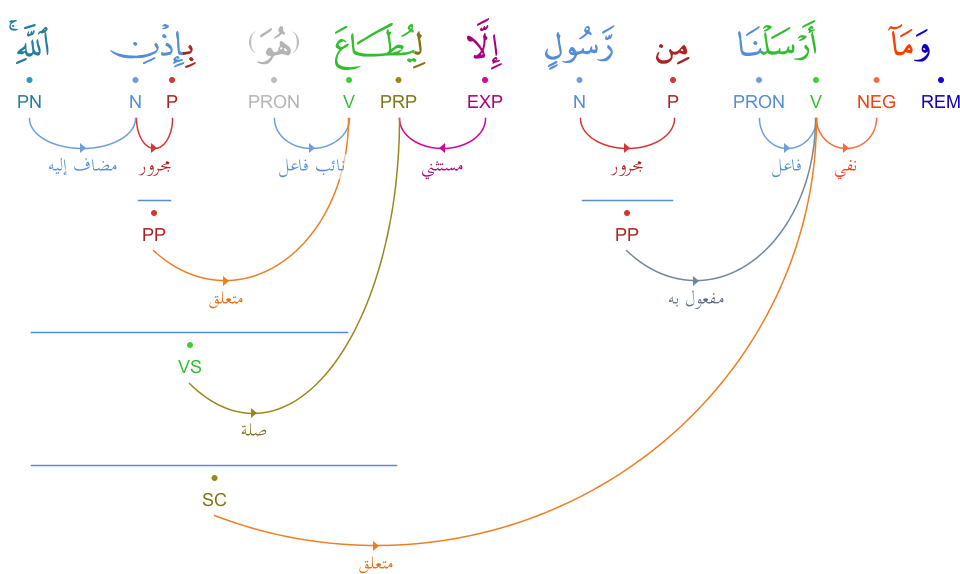 وَمَآ أَرْسَلْنَا مِن رَّسُولٍ إِلَّا لِيُطَاعَ (هُوَ) بِإِذْنِ ٱللَّهِ ۚ
REM NEG V PRON P N EXP PRP V PRON P N PN
نفي فاعل مجرور مستثني نائب فاعل مجرور مضاف إليه
PP PP
مفعول به متعلق
VS
صلة
SC
متعلق